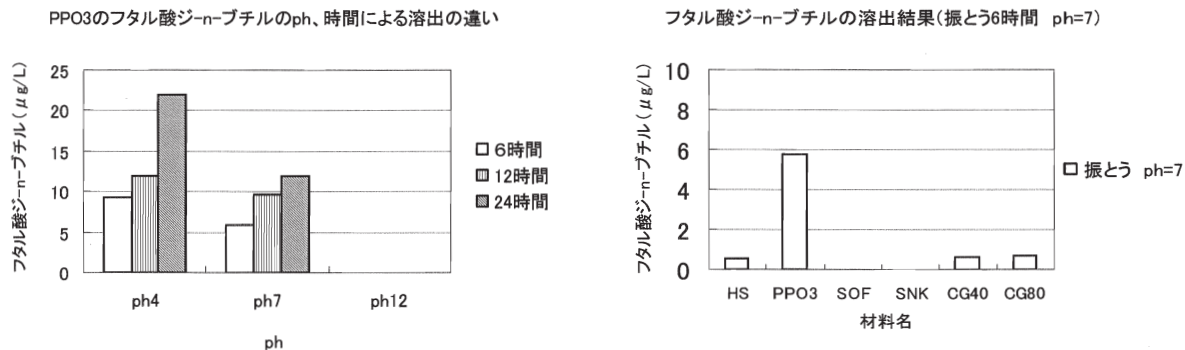 PPO3のフタル酸ジ-n-ブチルのph、時間による溶出の違い
フタル酸ジ-n-ブチル(μg/L)
25
20
15
10
5
0
ph4
ph7
ph12
ph
6時間
12時間
24時間
フタル酸ジ-n-ブチルの溶出結果(振とう6時間 ph=7)
フタル酸ジ-n-ブチル(μg/L)
10
8
6
4
2
0
HS
PPO3
SOF
SNK
CG40
CG80
材料名
振とう ph=7